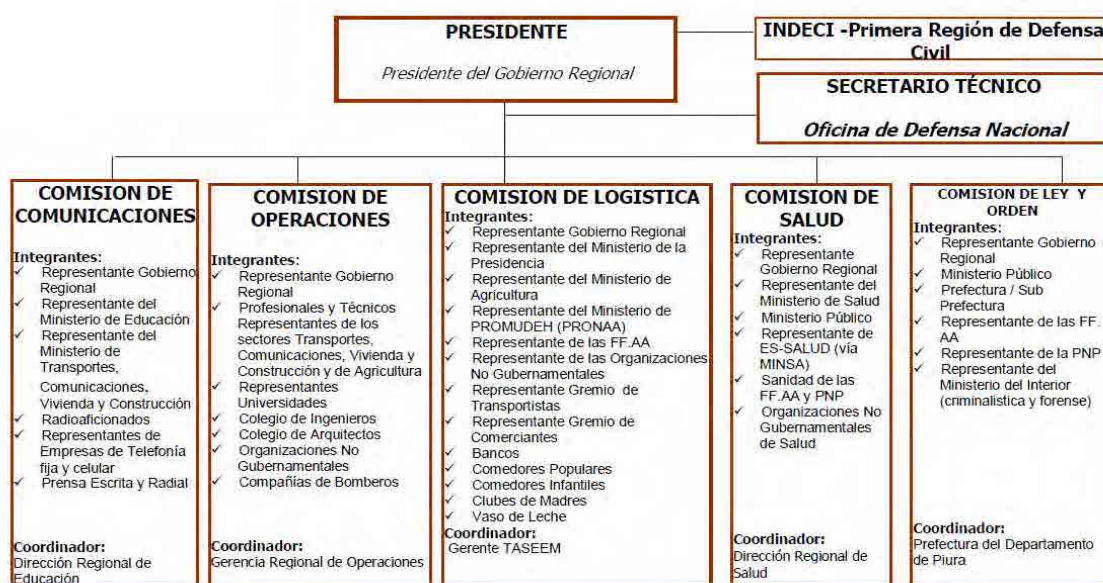 PRESIDENTE
Presidente del Gobierno Regional
INDECI -Primera Región de Defensa
Civil
SECRETARIO TÉCNICO
Oficina de Defensa Nacional
COMISION DE
COMUNICACIONES
Integrantes:
✓ Representante Gobierno
Regional
✓ Representante del
Ministerio de Educación
✓ Representante del
Ministerio de
Transportes,
Comunicaciones,
Vivienda y Construcción
✓ Radioaficionados
✓ Representantes de
Empresas de Telefonía
fija y celular
✓ Prensa Escrita y Radial
Coordinador:
Dirección Regional de
Educación
COMISION DE
OPERACIONES
Integrantes:
✓ Representante Gobierno
Regional
✓ Profesionales y Técnicos
Representantes de los
sectores Transportes,
Comunicaciones, Vivienda y
Construcción y de Agricultura
✓ Representantes
Universidades
✓ Colegio de Ingenieros
✓ Colegio de Arquitectos
✓ Organizaciones No
Gubernamentales
✓ Compañías de Bomberos
Coordinador:
Gerencia Regional de Operaciones
COMISION DE LOGISTICA
Integrantes:
✓ Representante Gobierno Regional
✓ Representante del Ministerio de la
Presidencia
✓ Representante del Ministerio de
Agricultura
✓ Representante del Ministerio de
PROMUDEH (PRONAA)
✓ Representante de las FF.AA
✓ Representante de las Organizaciones
No Gubernamentales
✓ Representante Gremio de
Transportistas
✓ Representante Gremio de
Comerciantes
✓ Bancos
✓ Comedores Populares
✓ Comedores Infantiles
✓ Clubes de Madres
✓ Vaso de Leche
Coordinador:
Gerente TASEEM
COMISION DE
SALUD
Integrantes:
✓ Representante
Gobierno Regional
✓ Representante del
Ministerio de Salud
✓ Ministerio Público
✓ Representante de
ES-SALUD (vía
MINSA)
✓ Sanidad de las
FF.AA y PNP
✓ Organizaciones No
Gubernamentales
de Salud
Coordinador:
Dirección Regional de
Salud
COMISION DE LEY Y
ORDEN
Integrantes:
✓ Representante Gobierno
Regional
✓ Ministerio Público
✓ Prefectura / Sub
Prefectura
✓ Representante de las FF.
AA
✓ Representante de la PNP
✓ Representante del
Ministerio del Interior
(criminalistica y forense)
Coordinador:
Prefectura del Departamento
de Piura